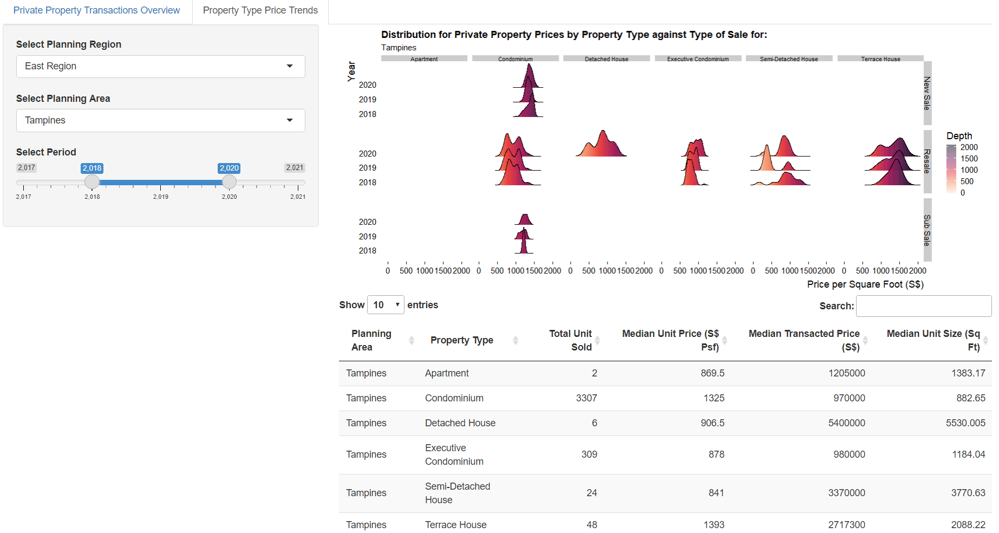 Private Property Transactions Overview
Property Type Price Trends
Select Planning Region
East Region
Select Planning Area
Tampines
Select Period
2,017
2,018
2,020
2,021
2,017
2,018
2,019
2,020
2,021
Distribution for Private Property Prices by Property Type against Type of Sale for:
Tampines
Apartment
Condominium
Detached House
Executive Condominium
Semi-Detached House
Terrace House
Year
2020
2019
2018
New Sale
2020
2019
2018
Resale
2020
2019
2018
Sub Sale
0 500 1000 1500 2000
0 500 1000 1500 2000
0 500 1000 1500 2000
0 500 1000 1500 2000
0 500 1000 1500 2000
0 500 1000 1500 2000
Price per Square Foot (S$)
Depth
2000
1500
1000
500
0
Show 10 entries
Search:
Planning Area
Property Type
Total Unit Sold
Median Unit Price (S$ Psf)
Median Transacted Price (S$)
Median Unit Size (Sq Ft)
Tampines Apartment 2 869.5 1205000 1383.17
Tampines Condominium 3307 1325 970000 882.65
Tampines Detached House 6 906.5 5400000 5530.005
Tampines Executive Condominium 309 878 980000 1184.04
Tampines Semi-Detached House 24 841 3370000 3770.63
Tampines Terrace House 48 1393 2717300 2088.22